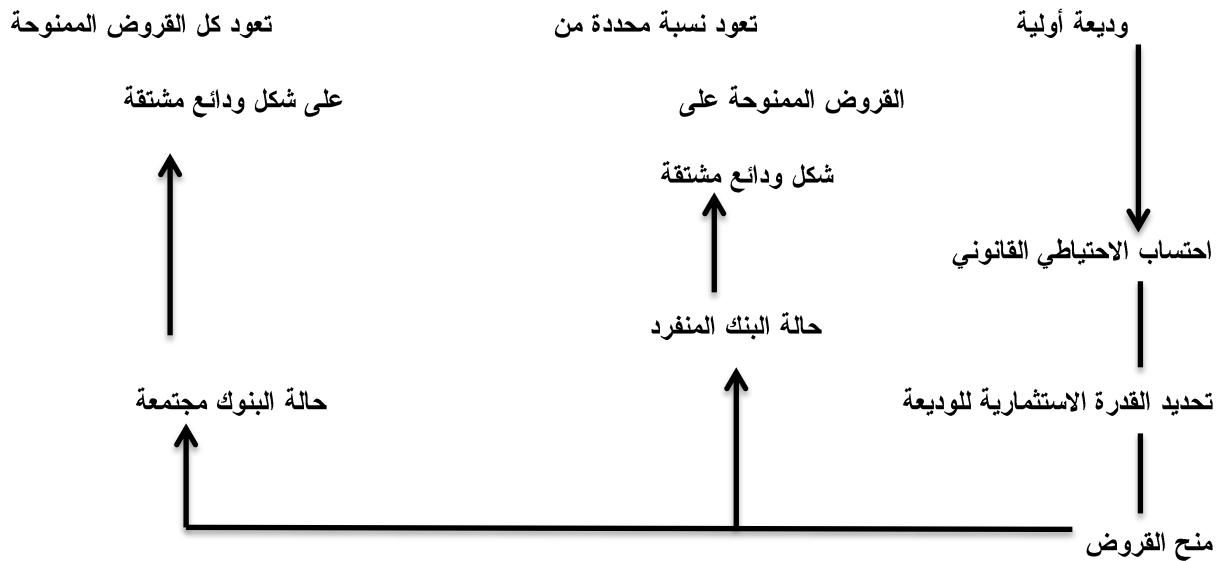 وديعة أولية
احتساب الاحتياطي القانوني
تحديد القدرة الاستثمارية للوديعة
منح القروض
تعود نسبة محددة من
القروض الممنوحة على
شكل ودائع مشتقة
حالة البنك المنفرد
تعود كل القروض الممنوحة
على شكل ودائع مشتقة
حالة البنوك مجتمعة